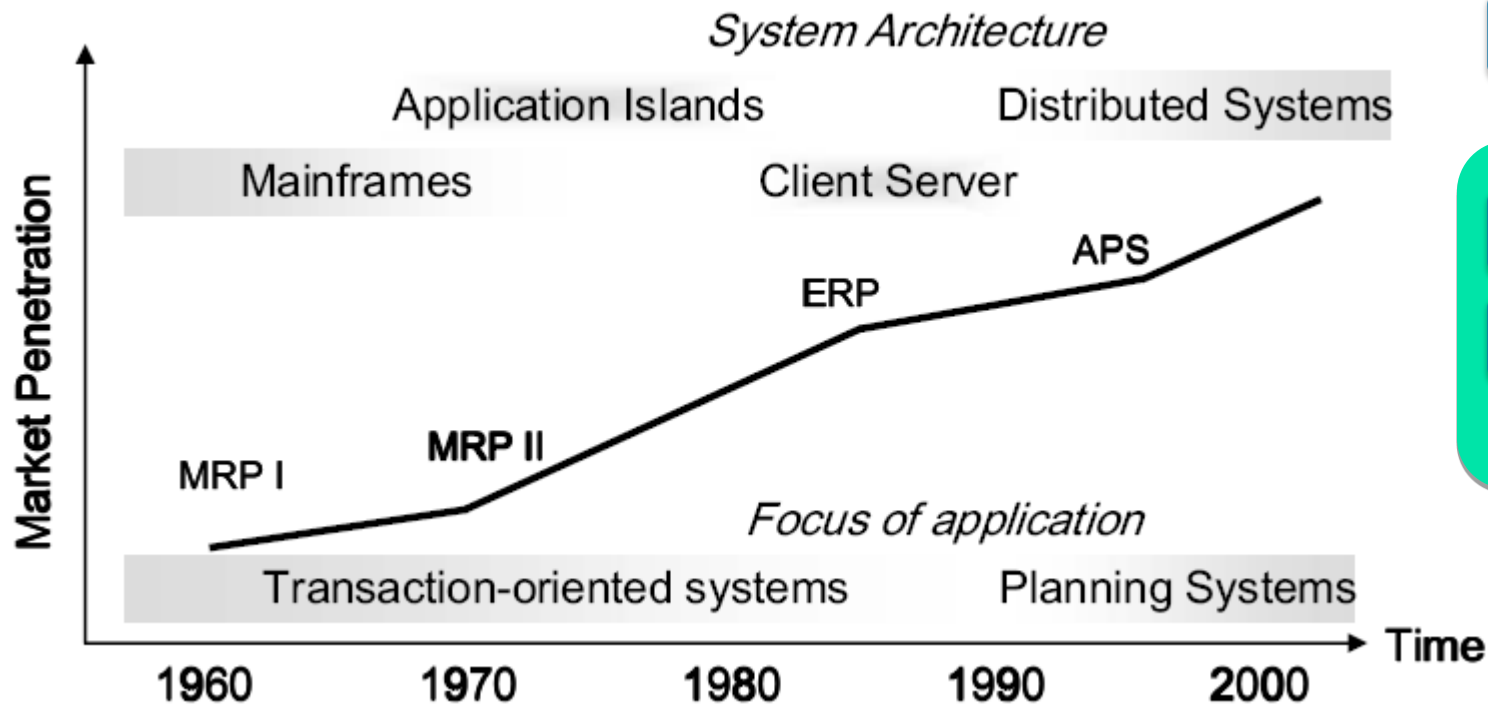 System Architecture
Application Islands
Distributed Systems
Mainframes
Client Server
APS
ERP
MRP II
MRP I
Focus of application
Transaction-oriented systems
Planning Systems
Market Penetration
Time
1960
1970
1980
1990
2000